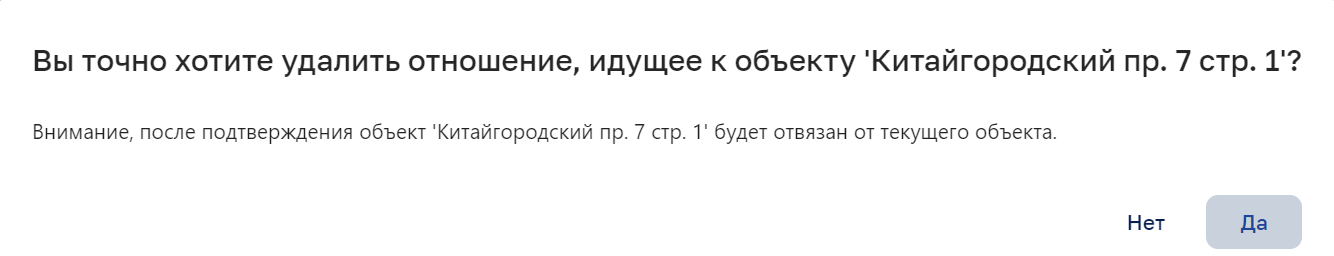 Вы точно хотите удалить отношение, идущее к объекту 'Китайгородский пр. 7 стр. 1'?
Внимание, после подтверждения объект 'Китайгородский пр. 7 стр. 1' будет отвязан от текущего объекта.
Нет Да